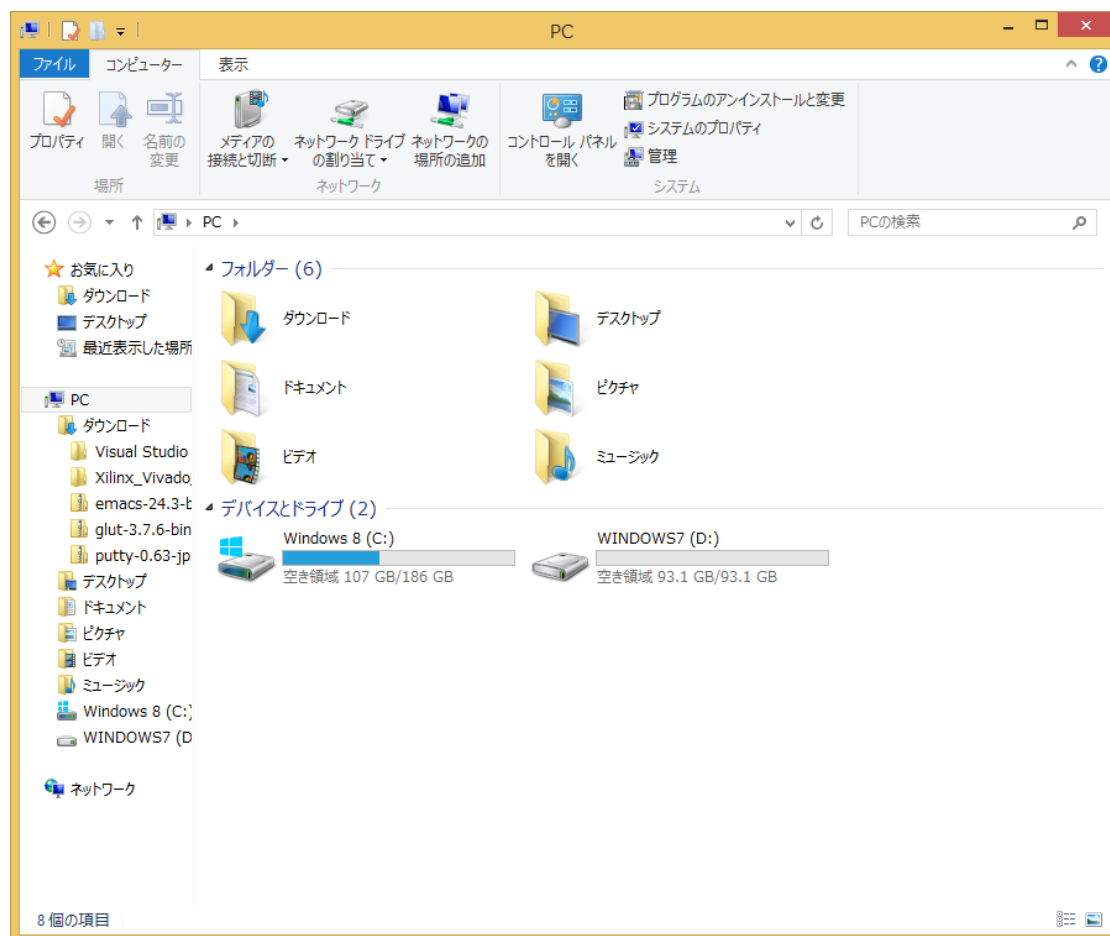 PC
ファイル
コンピューター
表示
プロパティ
開く
名前の
変更
場所
メディアの
接続と切断
ネットワーク ドライブ
の割り当て
ネットワークの
場所の追加
ネットワーク
コントロール パネル
を開く
プログラムのアンインストールと変更
システムのプロパティ
管理
システム
PC
PCの検索
お気に入り
ダウンロード
デスクトップ
最近表示した場所
PC
ダウンロード
Visual Studio
Xilinx_Vivado_
emacs-24.3-b
glut-3.7.6-bin
putty-0.63-jp
デスクトップ
ドキュメント
ピクチャ
ビデオ
ミュージック
Windows 8 (C:)
WINDOWS7 (D
ネットワーク
フォルダー (6)
ダウンロード
デスクトップ
ドキュメント
ピクチャ
ビデオ
ミュージック
デバイスとドライブ (2)
Windows 8 (C:)
空き領域 107 GB/186 GB
WINDOWS7 (D:)
空き領域 93.1 GB/93.1 GB
8 個の項目